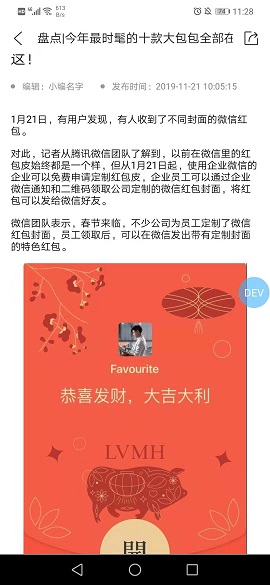 613 B/s
11:28
盘点|今年最时髦的十款大包包全部在
这！
编辑：小编名字 发布时间：2019-11-21 10:05:15
1月21日，有用户发现，有人收到了不同封面的微信红
包。
对此，记者从腾讯微信团队了解到，以前在微信里的红
包皮始终都是一个样，但从1月21日起，使用企业微信的
企业可以免费申请定制红包皮，企业员工可以通过企业
微信通知和二维码领取公司定制的微信红包封面，将红
包可以发给微信好友。
微信团队表示，春节来临，不少公司为员工定制了微信
红包封面，员工领取后，可以在微信发出带有定制封面
的特色红包。
DEV
Favourite
恭喜发财，大吉大利
LVMH
開